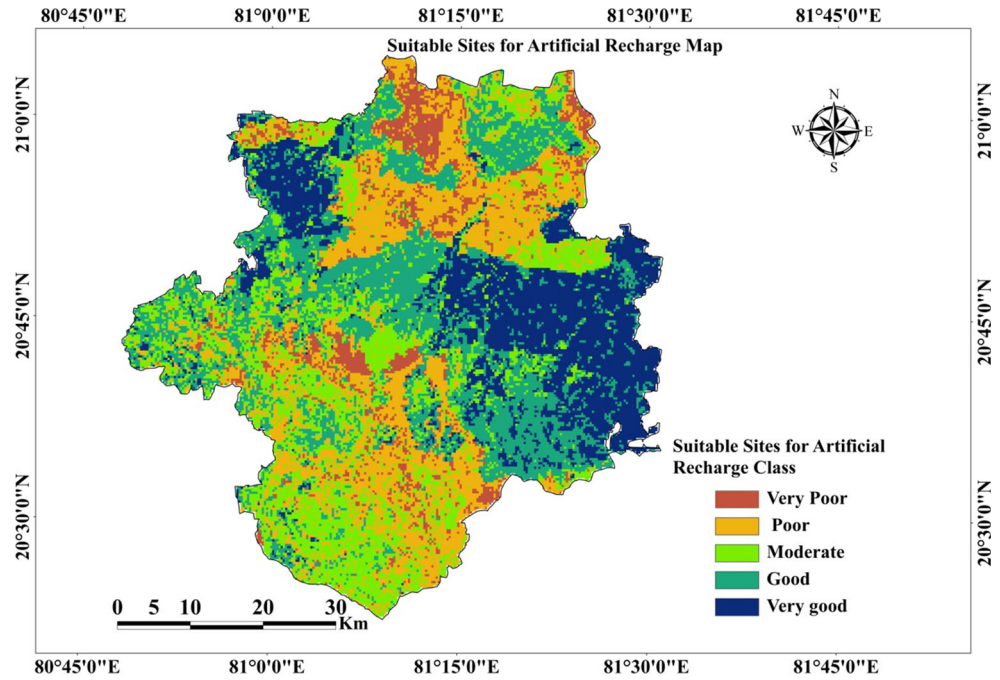 80°45'0"E 81°0'0"E 81°15'0"E 81°30'0"E 81°45'0"E
Suitable Sites for Artificial Recharge Map
21°0'0"N
21°0'0"N
N
W E
S
20°45'0"N
20°45'0"N
Suitable Sites for Artificial
Recharge Class
Very Poor
Poor
Moderate
Good
Very good
20°30'0"N
20°30'0"N
0 5 10 20 30
Km
80°45'0"E 81°0'0"E 81°15'0"E 81°30'0"E 81°45'0"E